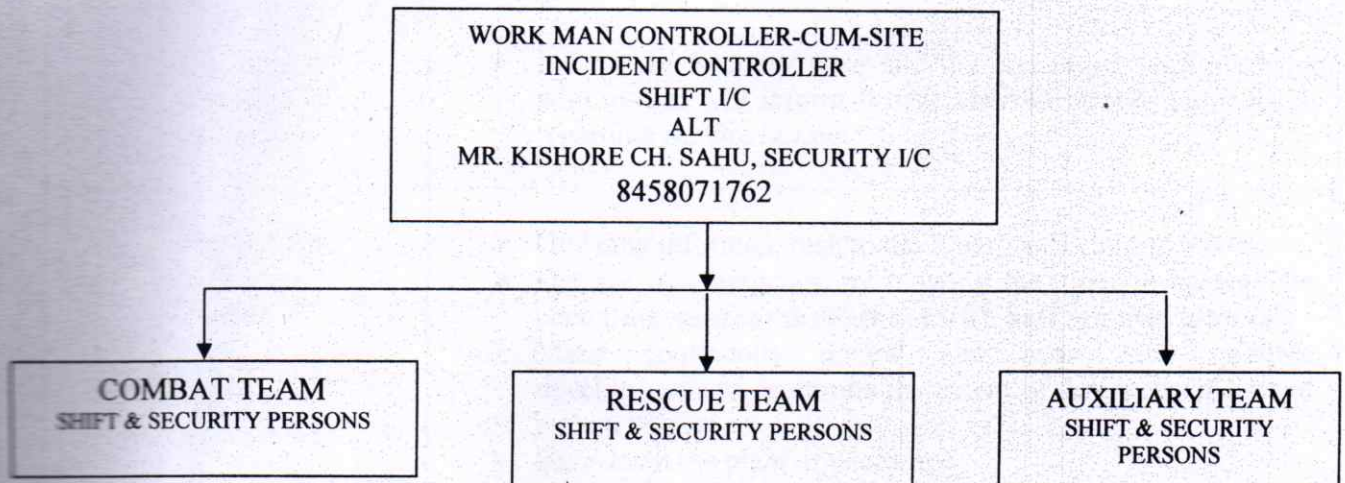 WORK MAN CONTROLLER-CUM-SITE
INCIDENT CONTROLLER
SHIFT I/C
ALT
MR. KISHORE CH. SAHU, SECURITY I/C
8458071762
COMBAT TEAM
SHIFT & SECURITY PERSONS
RESCUE TEAM
SHIFT & SECURITY PERSONS
AUXILIARY TEAM
SHIFT & SECURITY
PERSONS